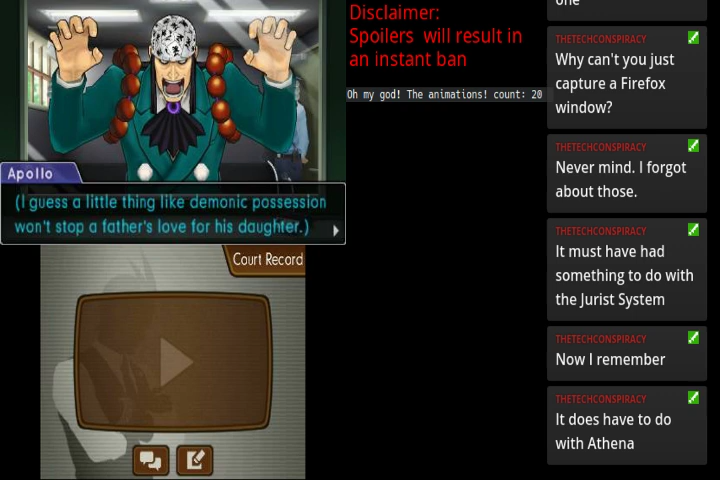 Disclaimer:
Spoilers will result in
an instant ban
Oh my god! The animations! count: 20
Apollo
(I guess a little thing like demonic possession
won't stop a father's love for his daughter.)
Court Record
one
THETECHCONSPIRACY
Why can't you just
capture a Firefox
window?
THETECHCONSPIRACY
Never mind. I forgot
about those.
THETECHCONSPIRACY
It must have had
something to do with
the Jurist System
THETECHCONSPIRACY
Now I remember
THETECHCONSPIRACY
It does have to do
with Athena